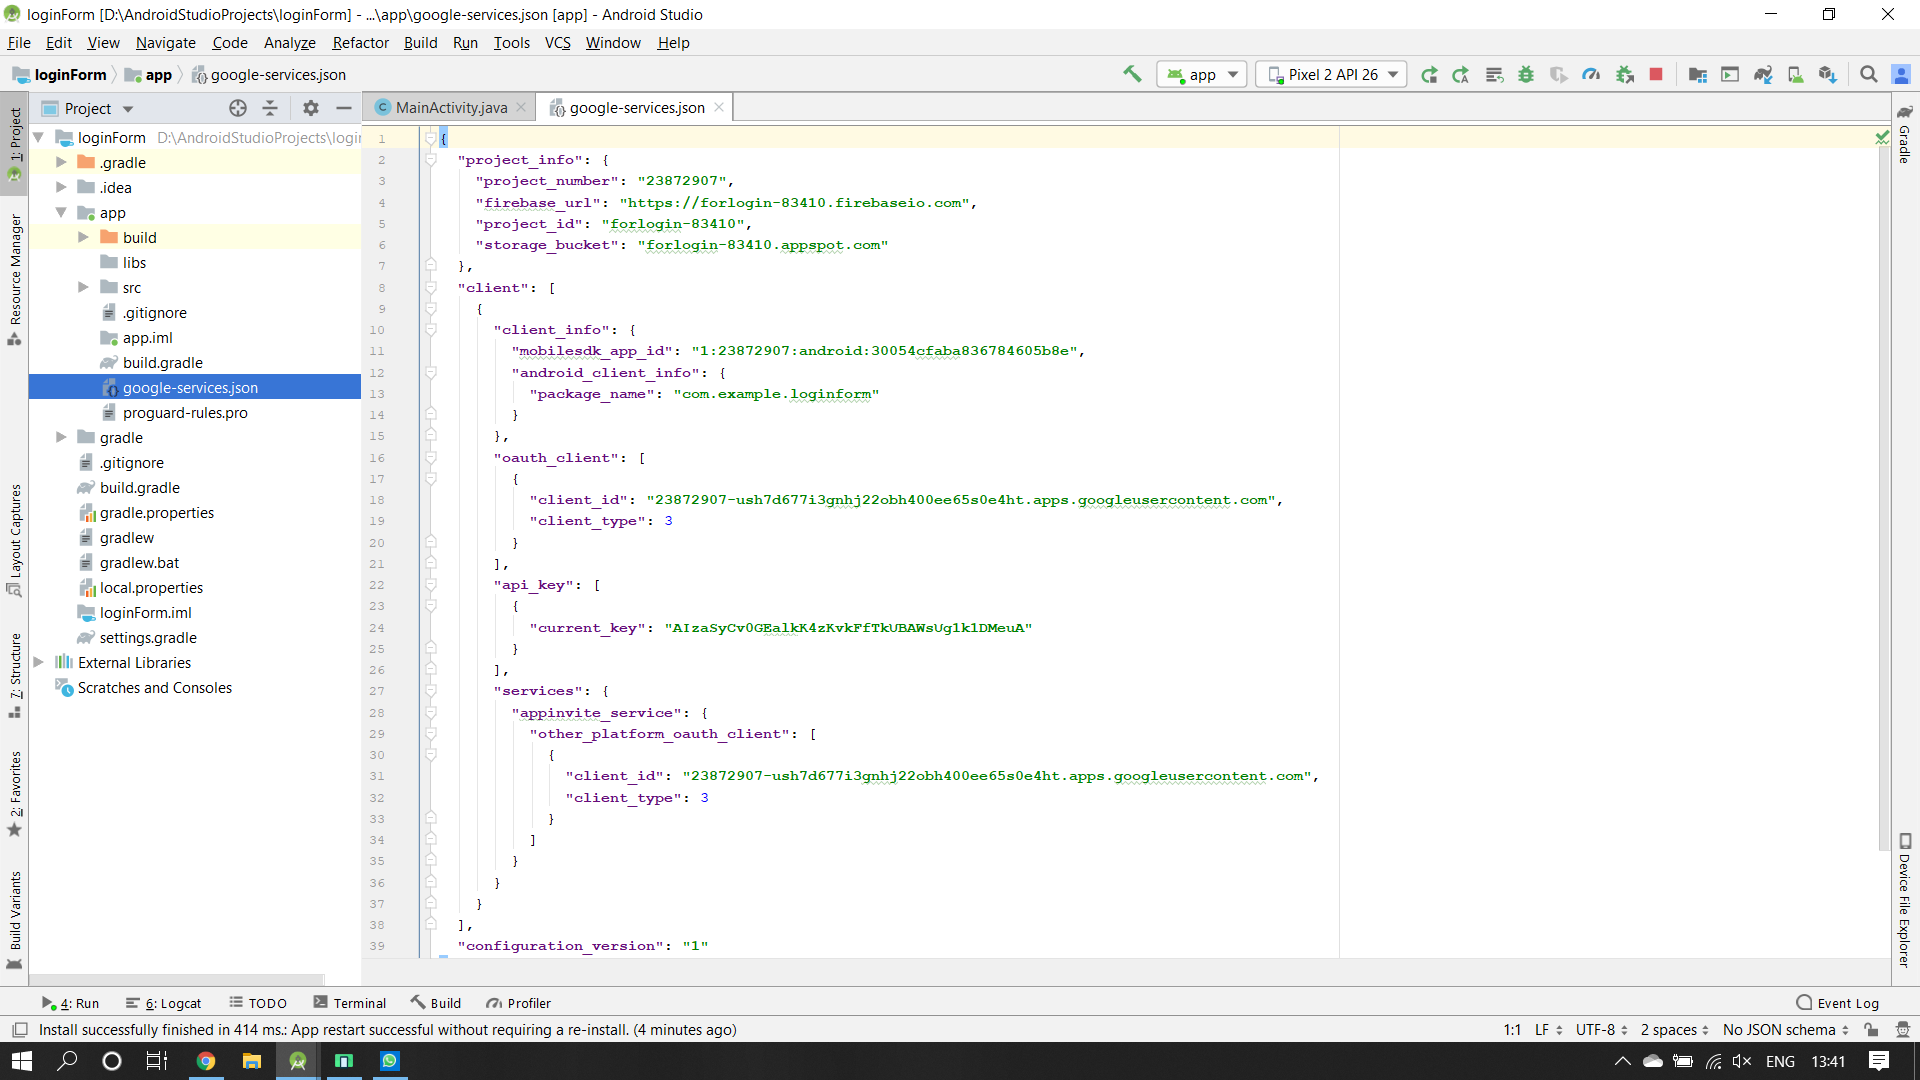 loginForm [D:\AndroidStudioProjects\loginForm] - ...\app\google-services.json [app] - Android Studio
File Edit View Navigate Code Analyze Refactor Build Run Tools VCS Window Help
loginForm app google-services.json app Pixel 2 API 26
Project
MainActivity.java google-services.json
1: Project
Resource Manager
Layout Captures
7: Structure
2: Favorites
Build Variants
loginForm D:\AndroidStudioProjects\login
.gradle
.idea
app
build
libs
src
.gitignore
app.iml
build.gradle
google-services.json
proguard-rules.pro
gradle
.gitignore
build.gradle
gradle.properties
gradlew
gradlew.bat
local.properties
loginForm.iml
settings.gradle
External Libraries
Scratches and Consoles
1 {
2 "project_info": {
3 "project_number": "23872907",
4 "firebase_url": "https://forlogin-83410.firebaseio.com",
5 "project_id": "forlogin-83410",
6 "storage_bucket": "forlogin-83410.appspot.com"
7 },
8 "client": [
9 {
10 "client_info": {
11 "mobilesdk_app_id": "1:23872907:android:30054cfaba836784605b8e",
12 "android_client_info": {
13 "package_name": "com.example.loginform"
14 }
15 },
16 "oauth_client": [
17 {
18 "client_id": "23872907-ush7d677i3gnhj22obh400ee65s0e4ht.apps.googleusercontent.com",
19 "client_type": 3
20 }
21 ],
22 "api_key": [
23 {
24 "current_key": "AIzaSyCv0GEalkK4zKvkFfTkUBAWsUg1k1DMeuA"
25 }
26 ],
27 "services": {
28 "appinvite_service": {
29 "other_platform_oauth_client": [
30 {
31 "client_id": "23872907-ush7d677i3gnhj22obh400ee65s0e4ht.apps.googleusercontent.com",
32 "client_type": 3
33 }
34 ]
35 }
36 }
37 }
38 ],
39 "configuration_version": "1"
Gradle
Device File Explorer
4: Run 6: Logcat TODO Terminal Build Profiler Event Log
Install successfully finished in 414 ms.: App restart successful without requiring a re-install. (4 minutes ago) 1:1 LF UTF-8 2 spaces No JSON schema
ENG 13:41